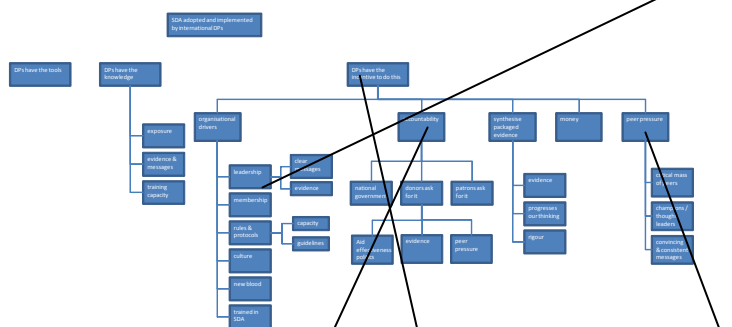 SDA adopted and implemented
by international DPs
DPs have the tools
DPs have the
knowledge
DPs have the
incentive to do this
exposure
evidence &
messages
training
capacity
organisational
drivers
leadership
clear
messages
evidence
membership
rules &
protocols
capacity
guidelines
culture
new blood
trained in
SDA
accountability
national
government
donors ask
for it
patrons ask
for it
Aid
effectiveness
politics
evidence
peer
pressure
synthesise
packaged
evidence
evidence
progresses
our thinking
rigour
money
peer pressure
critical mass
of peers
champions /
thought
leaders
convincing
& consistent
messages